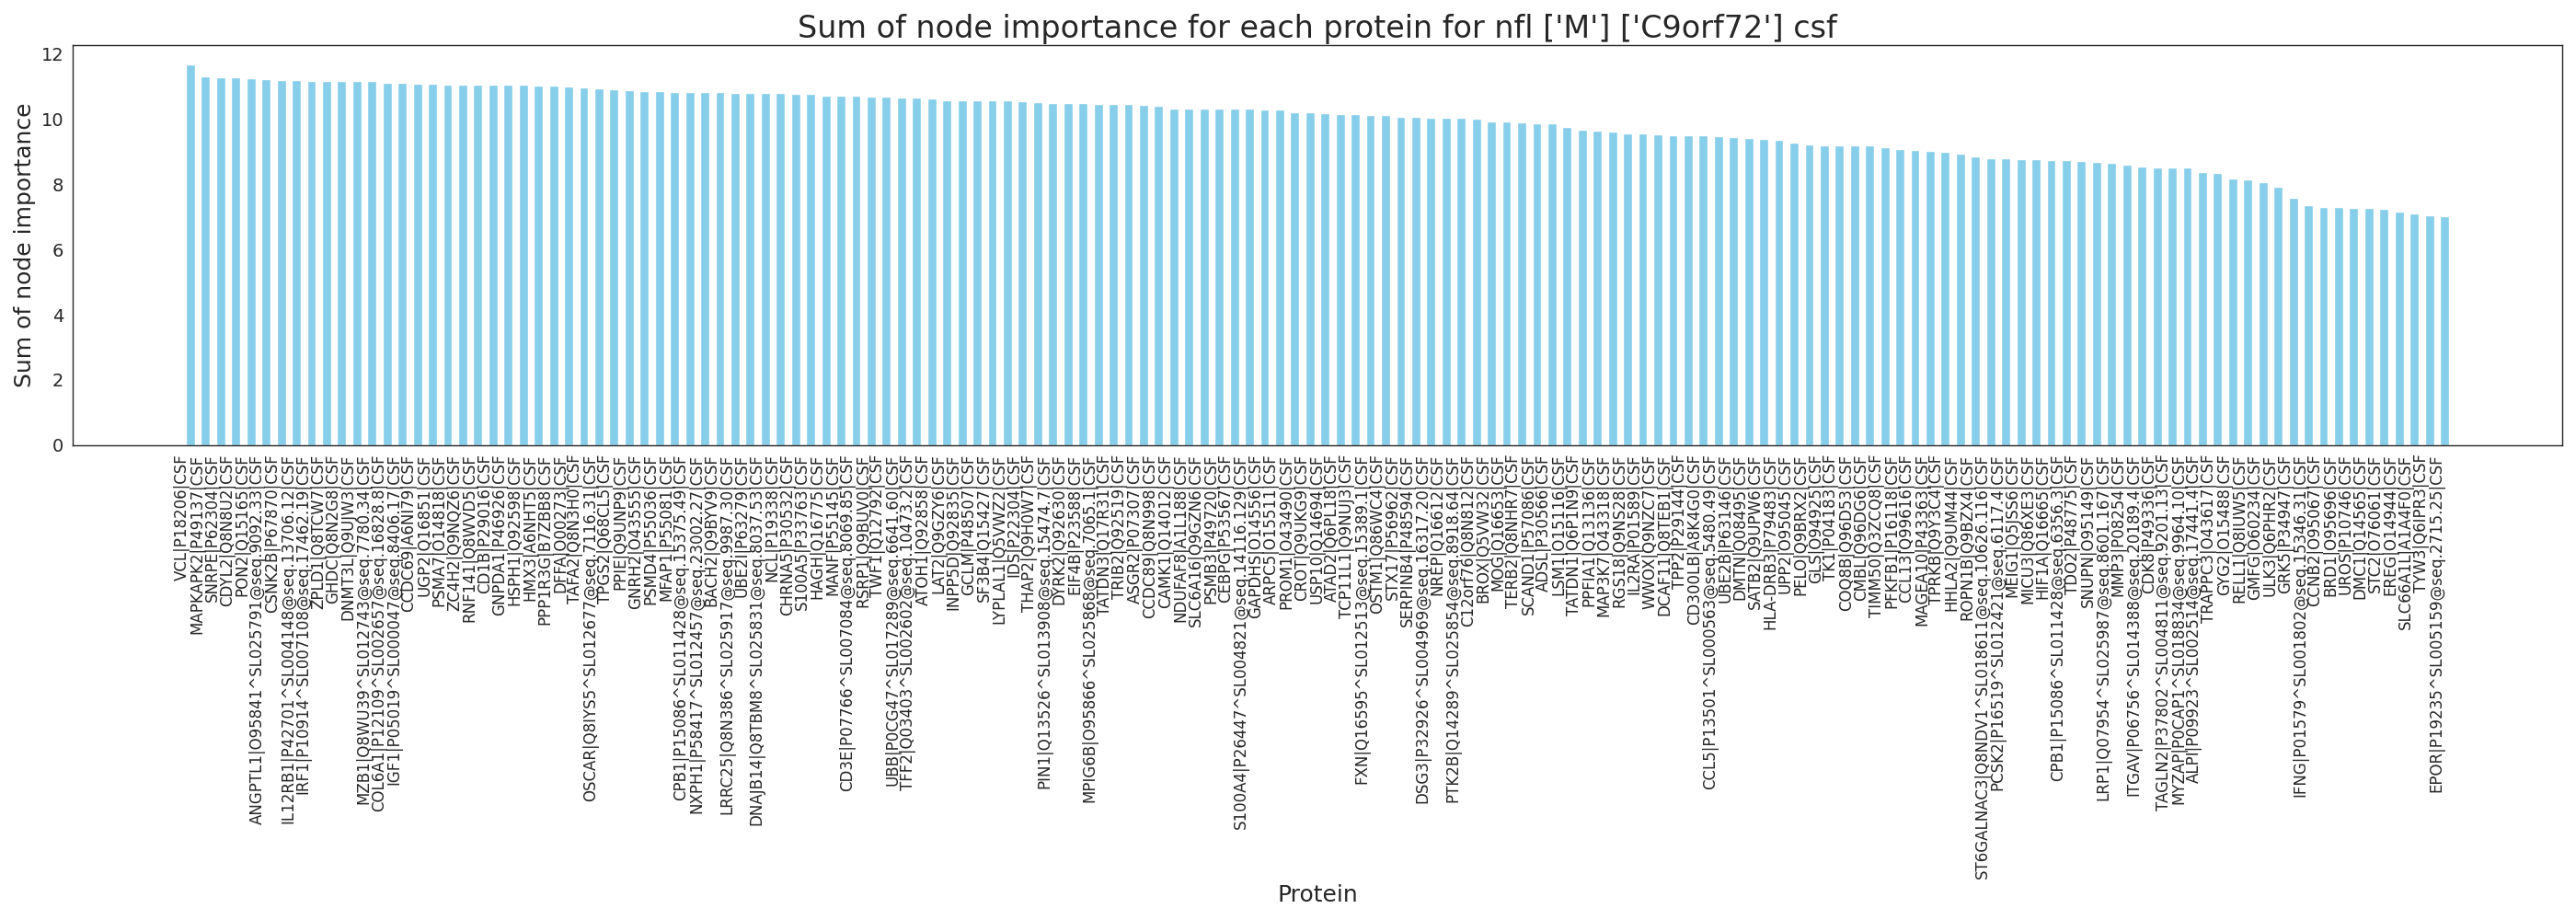 Sum of node importance for each protein for nfl ['M'] ['C9orf72'] csf
Sum of node importance
12
10
8
6
4
2
0
VCL|P18206|CSF
MAPKAPK2|P49137|CSF
SNRPE|P62304|CSF
CDYL2|Q8N8U2|CSF
PON2|Q15165|CSF
ANGPTL1|O95841^SL025791@seq.9092.33|CSF
CSNK2B|P67870|CSF
IL12RB1|P42701^SL004148@seq.13706.12|CSF
IRF1|P10914^SL007108@seq.17462.19|CSF
ZPLD1|Q8TCW7|CSF
GHDC|Q8N2G8|CSF
DNMT3L|Q9UJW3|CSF
MZB1|Q8WU39^SL012743@seq.7780.34|CSF
COL6A1|P12109^SL002657@seq.16828.8|CSF
IGF1|P05019^SL000047@seq.8406.17|CSF
CCDC69|A6NI79|CSF
UGP2|Q16851|CSF
PSMA7|O14818|CSF
ZC4H2|Q9NQZ6|CSF
RNF141|Q8WVD5|CSF
CD1B|P29016|CSF
GNPDA1|P46926|CSF
HSPH1|Q92598|CSF
HMX3|A6NHT5|CSF
PPP1R3G|B7ZBB8|CSF
DFFA|O00273|CSF
TAFA2|Q8N3H0|CSF
OSCAR|Q8IYS5^SL012677@seq.7116.31|CSF
TPGS2|Q68CL5|CSF
PPIE|Q9UNP9|CSF
GNRH2|O43555|CSF
PSMD4|P55036|CSF
MFAP1|P55081|CSF
CPB1|P15086^SL011428@seq.15375.49|CSF
NXPH1|P58417^SL012457@seq.23002.27|CSF
BACH2|Q9BYV9|CSF
LRRC25|Q8N386^SL025917@seq.9987.30|CSF
UBE2I|P63279|CSF
DNAJB14|Q8TBM8^SL025831@seq.8037.53|CSF
NCL|P19338|CSF
CHRNA5|P30532|CSF
S100A5|P33763|CSF
HAGH|Q16775|CSF
MANF|P55145|CSF
CD3E|P07766^SL007084@seq.8069.85|CSF
RSRP1|Q9BUV0|CSF
TWF1|Q12792|CSF
UBB|P0CG47^SL017289@seq.6641.60|CSF
TFF2|Q03403^SL002602@seq.10473.2|CSF
ATOH1|Q92858|CSF
LAT2|Q9GZY6|CSF
INPP5D|Q92835|CSF
GCLM|P48507|CSF
SF3B4|Q15427|CSF
LYPLAL1|Q5VWZ2|CSF
IDS|P22304|CSF
THAP2|Q9H0W7|CSF
PIN1|Q13526^SL013908@seq.15474.7|CSF
DYRK2|Q92630|CSF
EIF4B|P23588|CSF
MPIG6B|O95866^SL025868@seq.7065.1|CSF
TATDN3|Q17R31|CSF
TRIB2|Q92519|CSF
ASGR2|P07307|CSF
CCDC89|Q8N998|CSF
CAMK1|Q14012|CSF
NDUFAF8|A1L188|CSF
SLC6A16|Q9GZN6|CSF
PSMB3|P49720|CSF
CEBPG|P53567|CSF
S100A4|P26447^SL004821@seq.14116.129|CSF
GAPDHS|O14556|CSF
ARPC5|O15511|CSF
PROM1|O43490|CSF
CROT|Q9UKG9|CSF
USP10|Q14694|CSF
ATAD2|Q6PL18|CSF
TCP11L1|Q9NUJ3|CSF
FXN|Q16595^SL012513@seq.15389.1|CSF
OSTM1|Q86WC4|CSF
STX17|P56962|CSF
SERPINB4|P48594|CSF
DSG3|P32926^SL004969@seq.16317.20|CSF
NREP|Q16612|CSF
PTK2B|Q14289^SL025854@seq.8918.64|CSF
C12orf76|Q8N812|CSF
BROX|Q5VW32|CSF
MOG|Q16653|CSF
TERB2|Q8NHR7|CSF
SCAND1|P57086|CSF
ADSL|P30566|CSF
LSM1|O15116|CSF
TATDN1|Q6P1N9|CSF
PPFIA1|Q13136|CSF
MAP3K7|O43318|CSF
RGS18|Q9NS28|CSF
IL2RA|P01589|CSF
WWOX|Q9NZC7|CSF
DCAF11|Q8TEB1|CSF
TPP2|P29144|CSF
CD300LB|A8K4G0|CSF
CCL5|P13501^SL000563@seq.5480.49|CSF
UBE2B|P63146|CSF
DMTN|Q08495|CSF
SATB2|Q9UPW6|CSF
HLA-DRB3|P79483|CSF
UPP2|O95045|CSF
PELO|Q9BRX2|CSF
GLS|O94925|CSF
TK1|P04183|CSF
COQ8B|Q96D53|CSF
CMBL|Q96DG6|CSF
TIMM50|Q3ZCQ8|CSF
PFKFB1|P16118|CSF
CCL13|Q99616|CSF
MAGEA10|P43363|CSF
TPRKB|Q9Y3C4|CSF
HHLA2|Q9UM44|CSF
ROPN1B|Q9BZX4|CSF
ST6GALNAC3|Q8NDV1^SL018611@seq.10626.116|CSF
PCSK2|P16519^SL012421@seq.6117.4|CSF
MEIG1|Q5JSS6|CSF
MICU3|Q86XE3|CSF
HIF1A|Q16665|CSF
CPB1|P15086^SL011428@seq.6356.3|CSF
TDO2|P48775|CSF
SNUPN|O95149|CSF
LRP1|Q07954^SL025987@seq.8601.167|CSF
MMP3|P08254|CSF
ITGAV|P06756^SL014388@seq.20189.4|CSF
CDK8|P49336|CSF
TAGLN2|P37802^SL004811@seq.9201.13|CSF
MYZAP|P0CAP1^SL018834@seq.9964.10|CSF
ALPI|P09923^SL002514@seq.17441.4|CSF
TRAPPC3|O43617|CSF
GYG2|O15488|CSF
RELL1|Q8IUW5|CSF
GMFG|O60234|CSF
ULK3|Q6PHR2|CSF
GRK5|P34947|CSF
IFNG|P01579^SL001802@seq.15346.31|CSF
CCNB2|O95067|CSF
BRD1|O95696|CSF
UROS|P10746|CSF
DMC1|Q14565|CSF
STC2|O76061|CSF
EREG|O14944|CSF
SLC66A1L|A1A4F0|CSF
TYW3|Q6IPR3|CSF
EPOR|P19235^SL005159@seq.2715.25|CSF
Protein